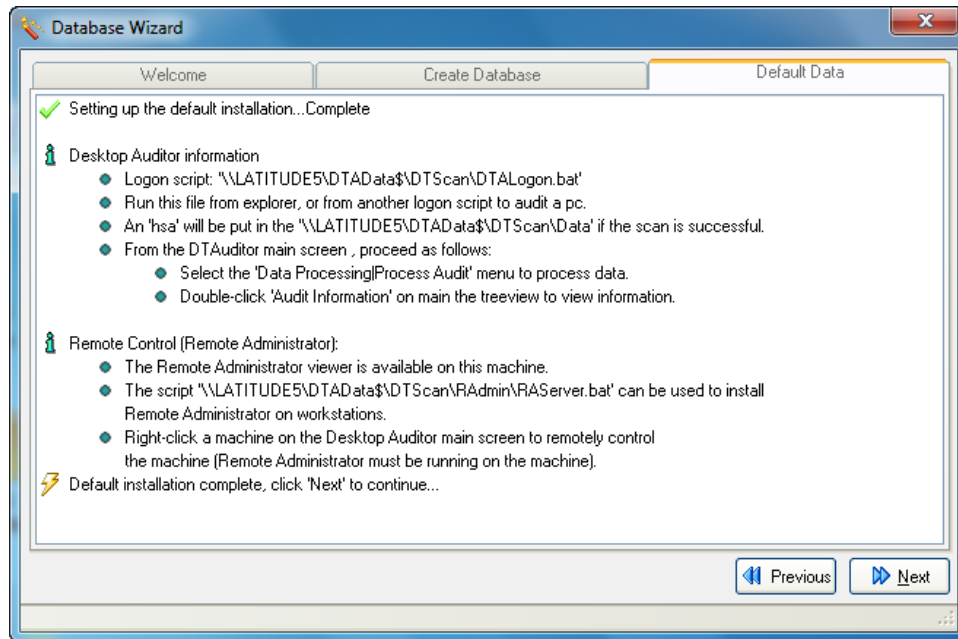 Database Wizard
Welcome
Create Database
Default Data
Setting up the default installation...Complete
Desktop Auditor information
Logon script: '\\LATITUDE5\DTAData$\DTScan\DTALogon.bat'
Run this file from explorer, or from another logon script to audit a pc.
An 'hsa' will be put in the '\\LATITUDE5\DTAData$\DTScan\Data' if the scan is successful.
From the DTAuditor main screen , proceed as follows:
Select the 'Data Processing|Process Audit' menu to process data.
Double-click 'Audit Information' on main the treeview to view information.
Remote Control (Remote Administrator):
The Remote Administrator viewer is available on this machine.
The script '\\LATITUDE5\DTAData$\DTScan\RAdmin\RAServer.bat' can be used to install
Remote Administrator on workstations.
Right-click a machine on the Desktop Auditor main screen to remotely control
the machine (Remote Administrator must be running on the machine).
Default installation complete, click 'Next' to continue...
Previous
Next